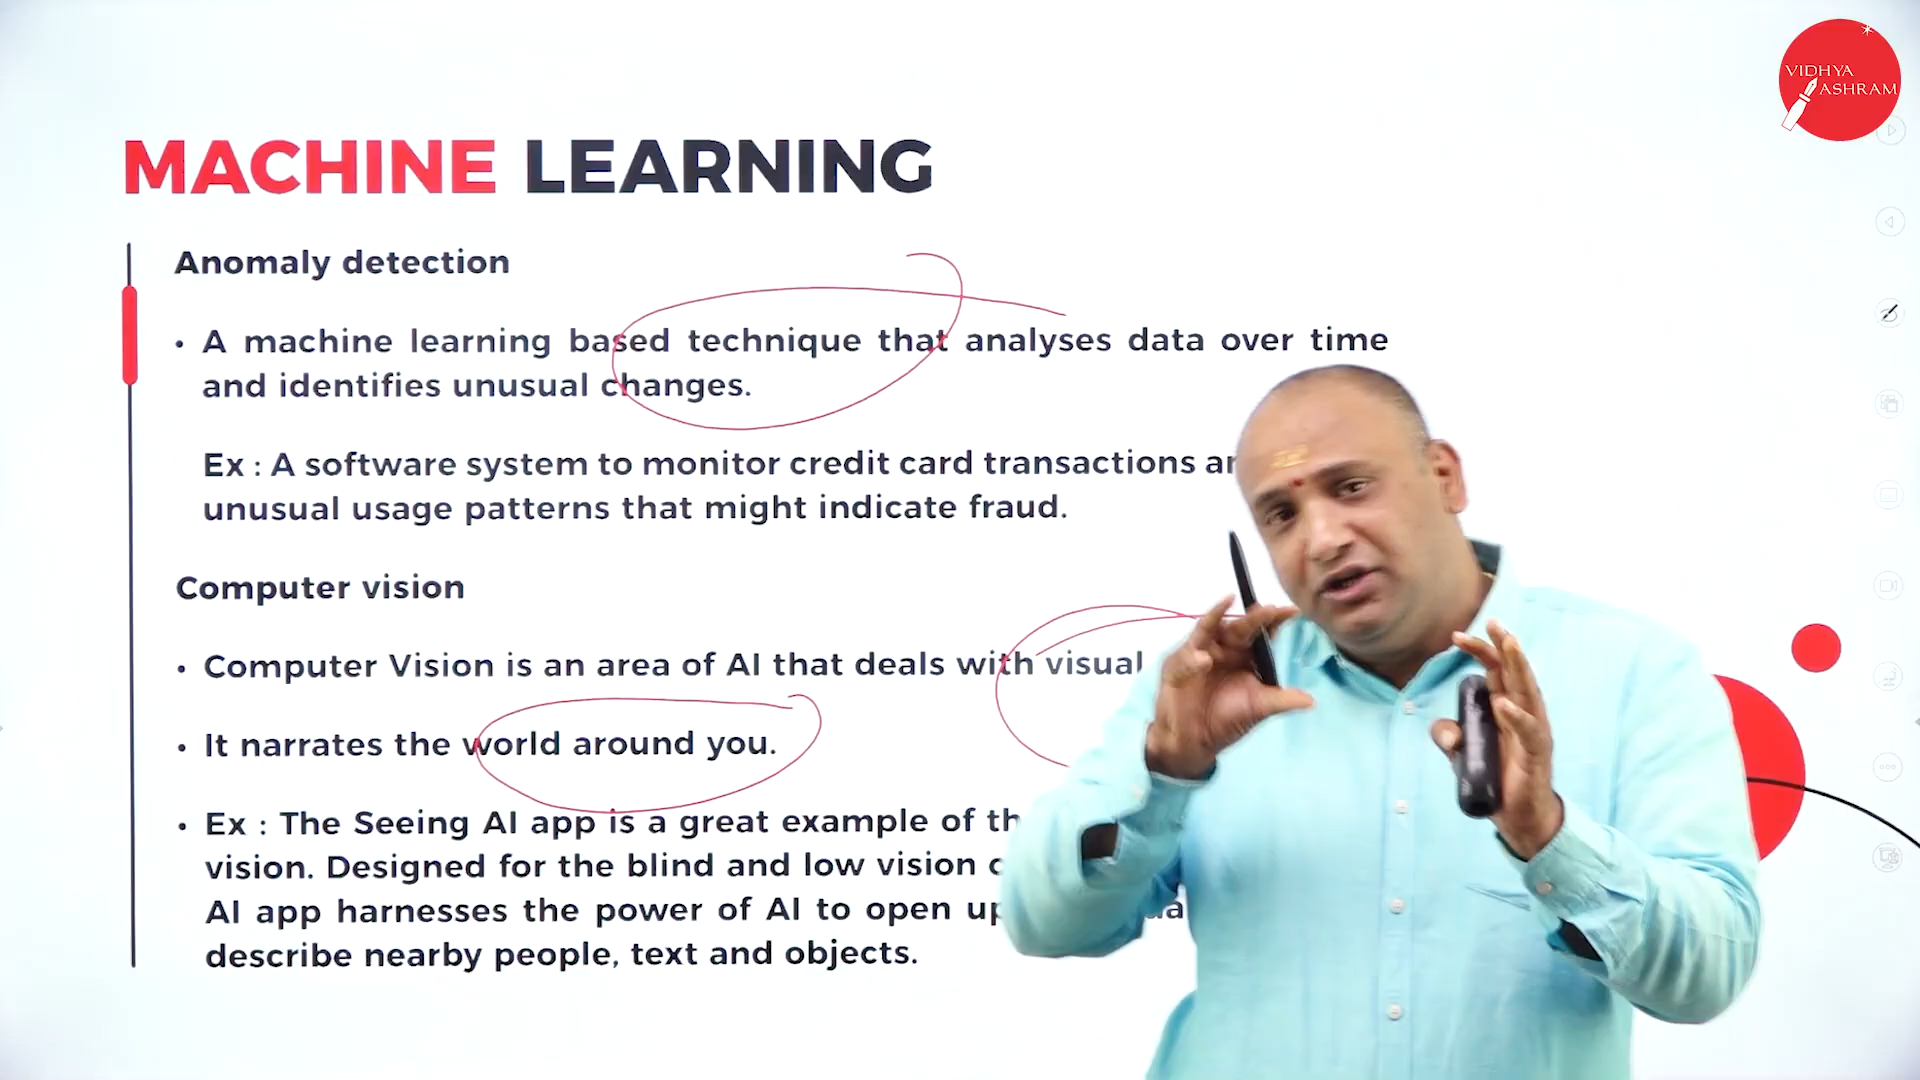 VIDHYA
ASHRAM
MACHINE LEARNING
Anomaly detection
• A machine learning based technique that analyses data over time
and identifies unusual changes.
Ex : A software system to monitor credit card transactions
unusual usage patterns that might indicate fraud.
Computer vision
• Computer Vision is an area of AI that deals with visual
• It narrates the world around you.
• Ex : The Seeing AI app is a great example of
vision. Designed for the blind and low vision
AI app harnesses the power of AI to open
describe nearby people, text and objects.